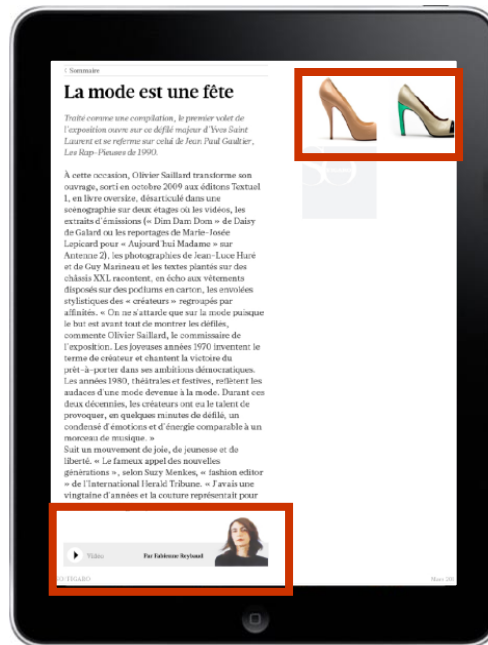 ‹ Sommaire
La mode est une fête
Traité comme une compilation, le premier volet de
l'exposition ouvre sur ce défilé majeur d'Yves Saint
Laurent et se referme sur celui de Jean Paul Gaultier,
Les Rap-Pieuses de 1990.
À cette occasion, Olivier Saillard transforme son
ouvrage, sorti en octobre 2009 aux éditons Textuel
1, en livre oversize, désarticulé dans une
scénographie sur deux étages où les vidéos, les
extraits d'émissions (« Dim Dam Dom » de Daisy
de Galard ou les reportages de Marie-Josée
Lepicard pour « Aujourd'hui Madame » sur
Antenne 2), les photographies de Jean-Luce Huré
et de Guy Marineau et les textes plantés sur des
châssis XXL racontent, en écho aux vêtements
disposés sur des podiums en carton, les envolées
stylistiques des « créateurs » regroupés par
affinités. « On ne s'attarde que sur la mode puisque
le but est avant tout de montrer les défilés,
commente Olivier Saillard, le commissaire de
l'exposition. Les joyeuses années 1970 inventent le
terme de créateur et chantent la victoire du
prêt-à-porter dans ses ambitions démocratiques.
Les années 1980, théâtrales et festives, reflètent les
audaces d'une mode devenue à la mode. Durant ces
deux décennies, les créateurs ont eu le talent de
provoquer, en quelques minutes de défilé, un
condensé d'émotions et d'énergie comparable à un
morceau de musique. »
Suit un mouvement de joie, de jeunesse et de
liberté. « Le fameux appel des nouvelles
générations », selon Suzy Menkes, « fashion editor
» de l'International Herald Tribune. « J'avais une
vingtaine d'années et la couture représentait pour
Vidéo Par Fabienne Reybaud
FIGARO
Mars